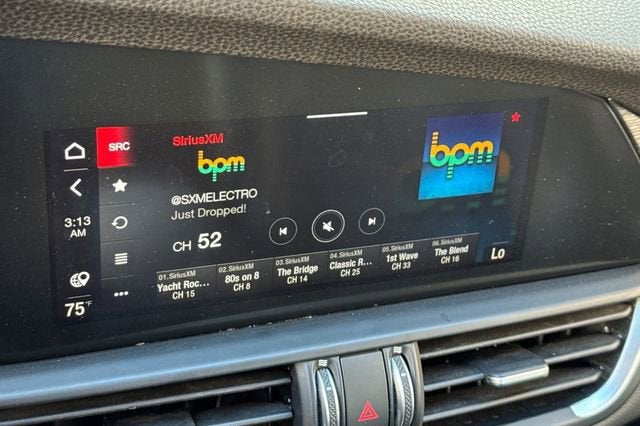 SRC
SiriusXM
bpm
@SXMELECTRO
Just Dropped!
CH 52
bpm
3:13
AM
75°F
Lo
01.SiriusXM
Yacht Roc...
CH 15
02.SiriusXM
80s on 8
CH 8
03.SiriusXM
The Bridge
CH 14
04.SiriusXM
Classic R...
CH 25
05.SiriusXM
1st Wave
CH 33
06.SiriusXM
The Blend
CH 16